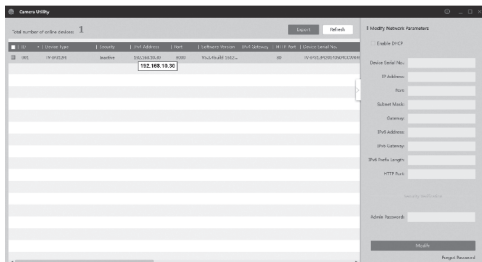 Camera Utility
Total number of online devices: 1
Export
Refresh
ID
Device Type
Security
IPv4 Address
Port
Software Version
IPv4 Gateway
HTTP Port
Device Serial No.
001
Inactive
192.168.10.30
Modify Network Parameters
Enable DHCP
Device Serial No.:
IP Address:
Port:
Subnet Mask:
Gateway:
IPv6 Address:
IPv6 Gateway:
IPv6 Prefix Length:
HTTP Port:
Admin Password:
Modify
Forgot Password